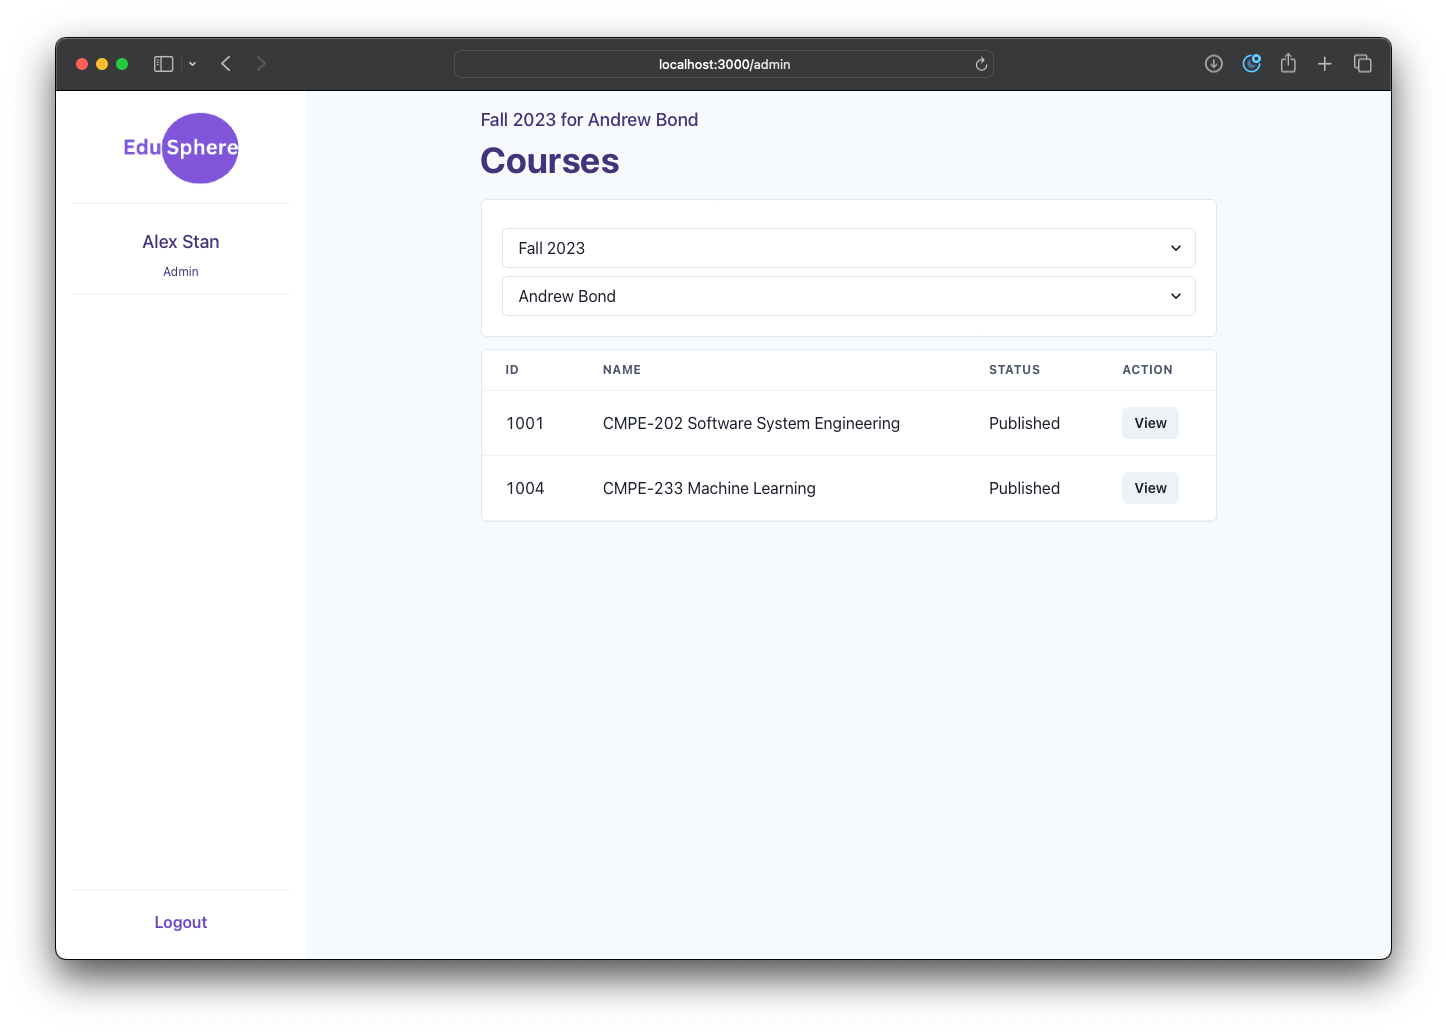 localhost:3000/admin
EduSphere
Alex Stan
Admin
Logout
Fall 2023 for Andrew Bond
Courses
Fall 2023
Andrew Bond
ID NAME STATUS ACTION
1001 CMPE-202 Software System Engineering Published View
1004 CMPE-233 Machine Learning Published View